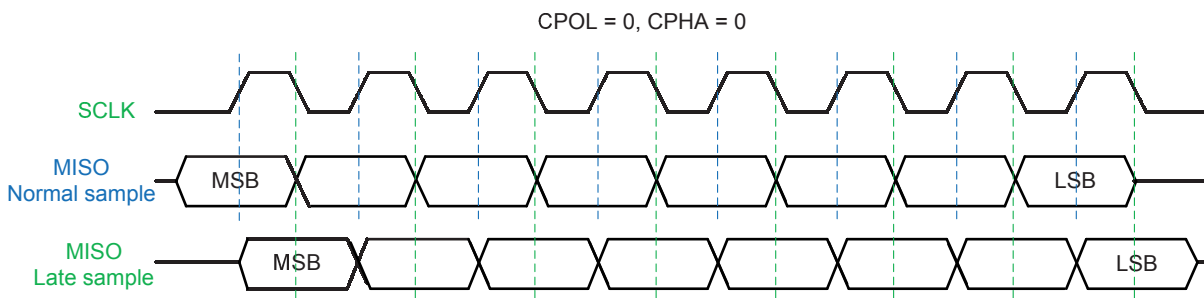 CPOL = 0, CPHA = 0
SCLK
MISO
Normal sample
MSB
LSB
MISO
Late sample
MSB
LSB